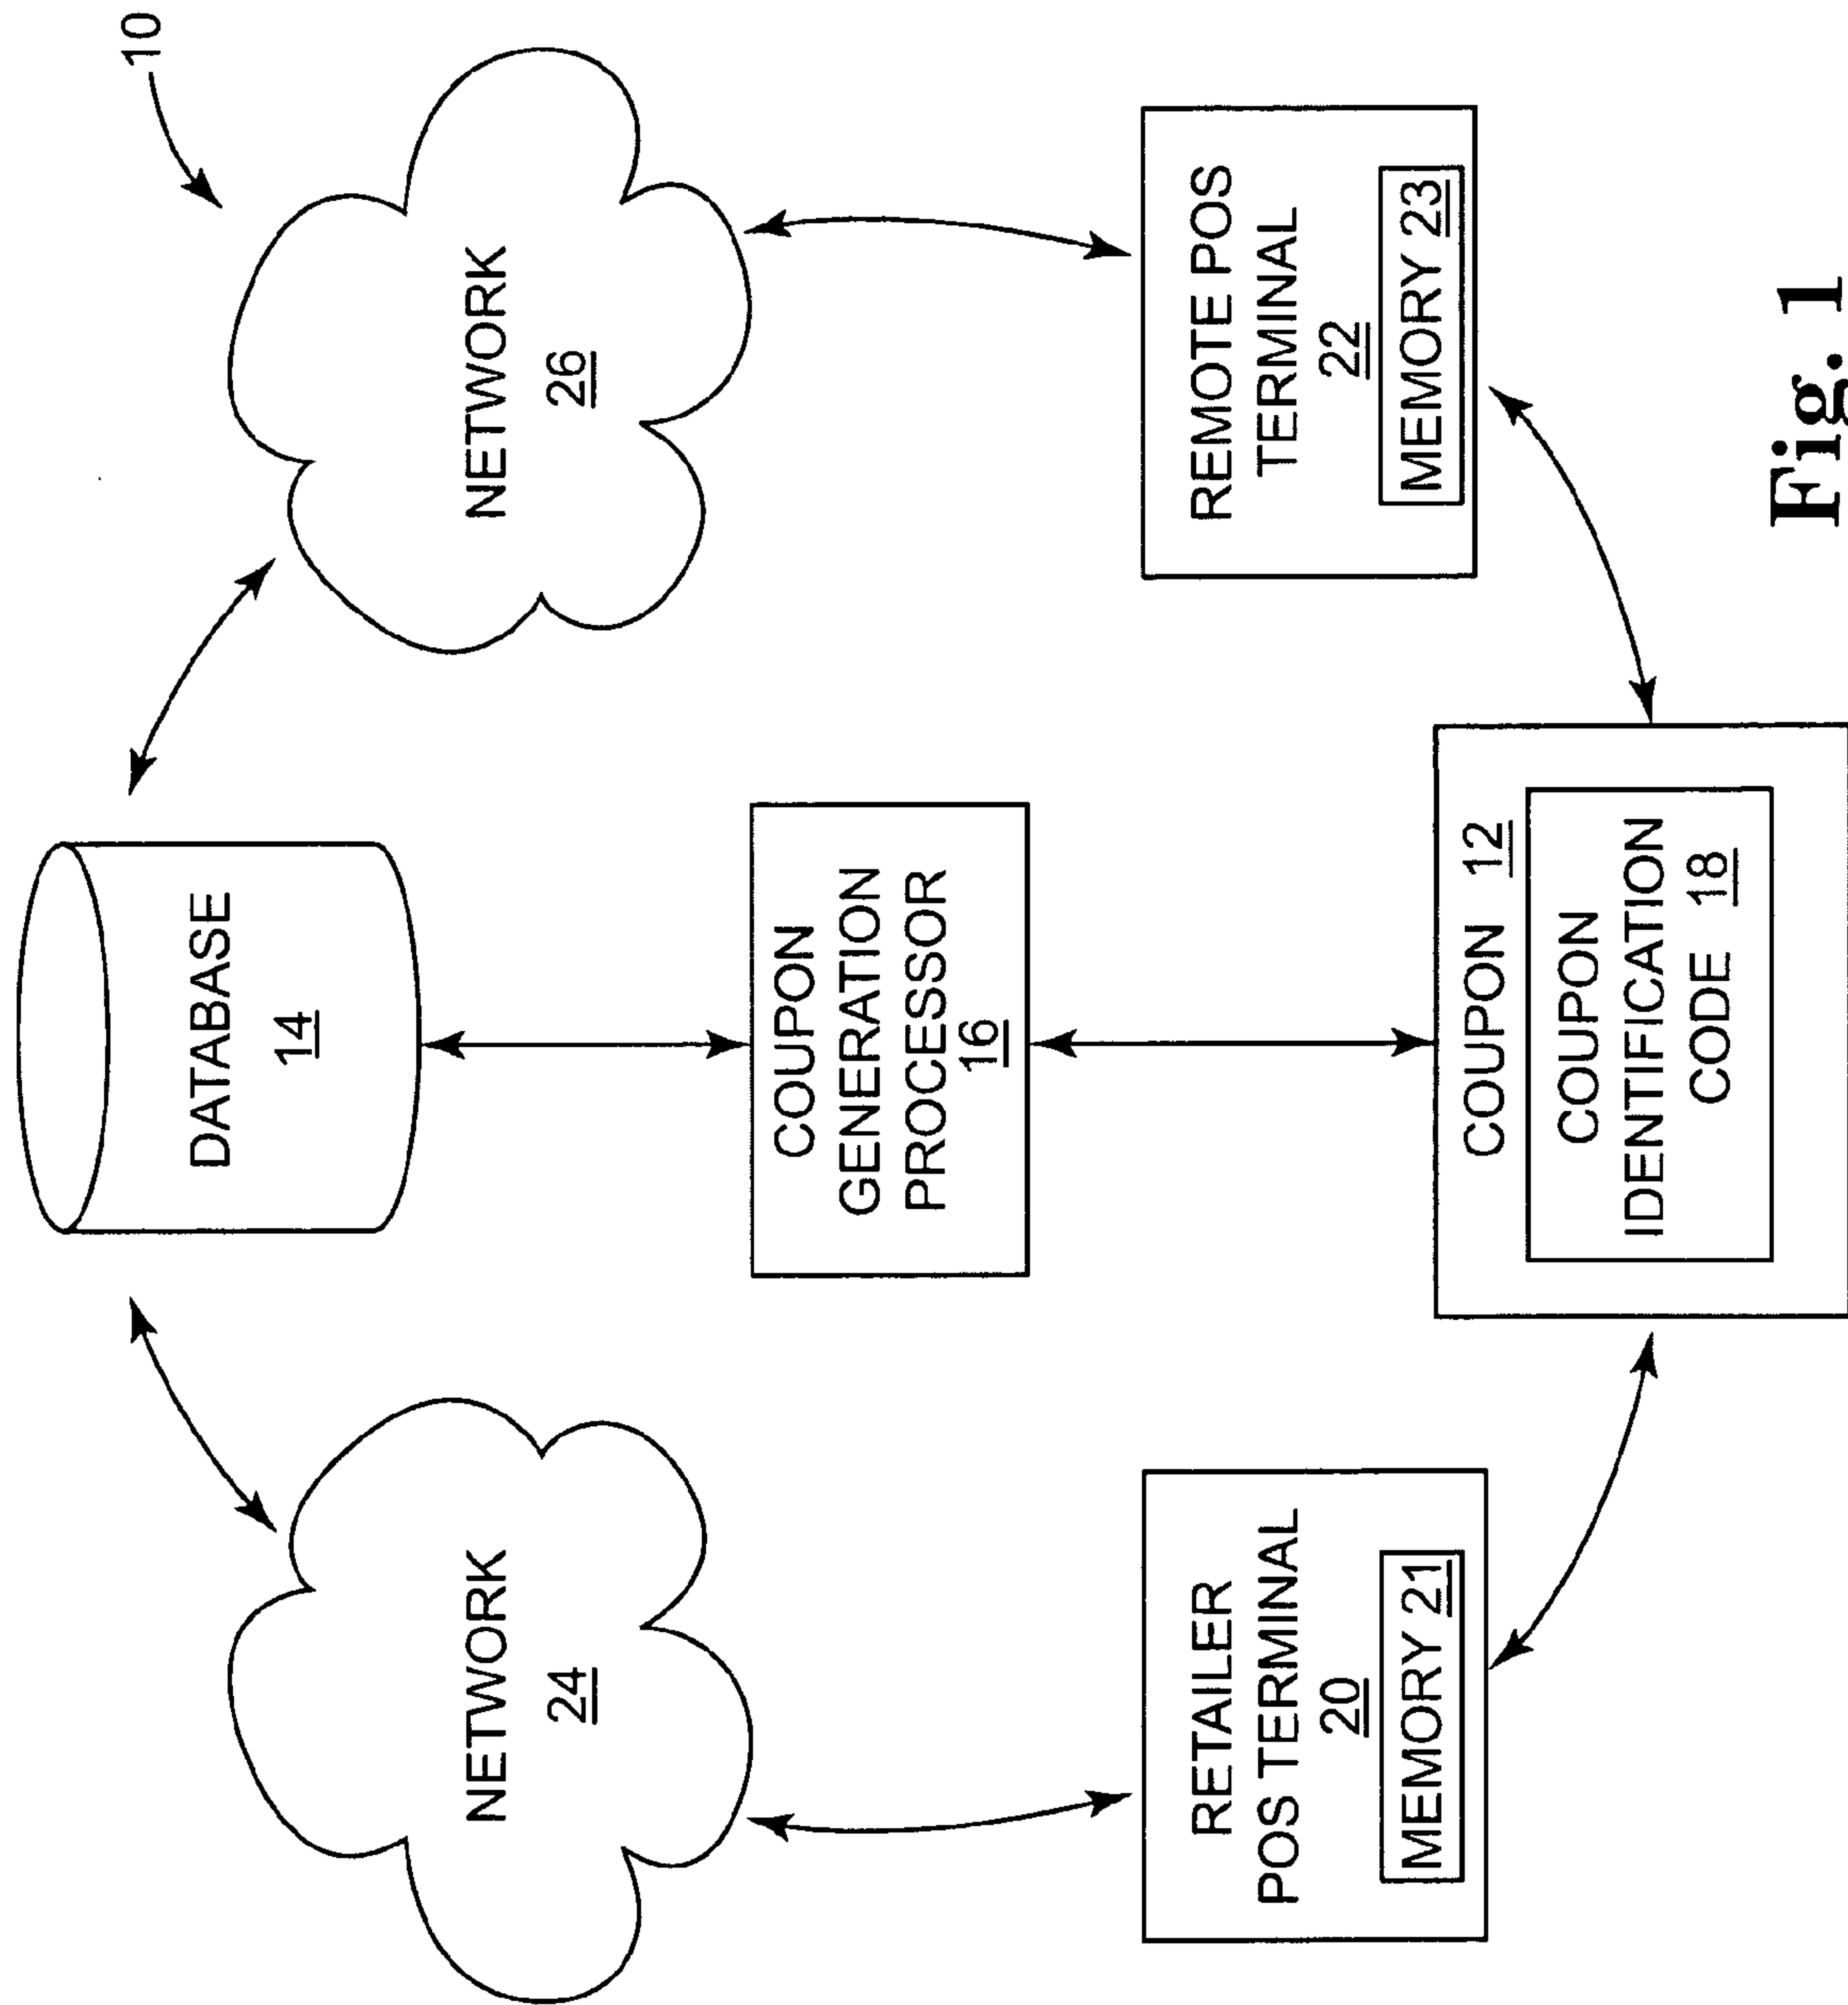 10
DATABASE
14
NETWORK
24
NETWORK
26
COUPON
GENERATION
PROCESSOR
16
RETAILER
POS TERMINAL
20
MEMORY 21
REMOTE POS
TERMINAL
22
MEMORY 23
COUPON 12
COUPON
IDENTIFICATION
CODE 18
Fig. 1